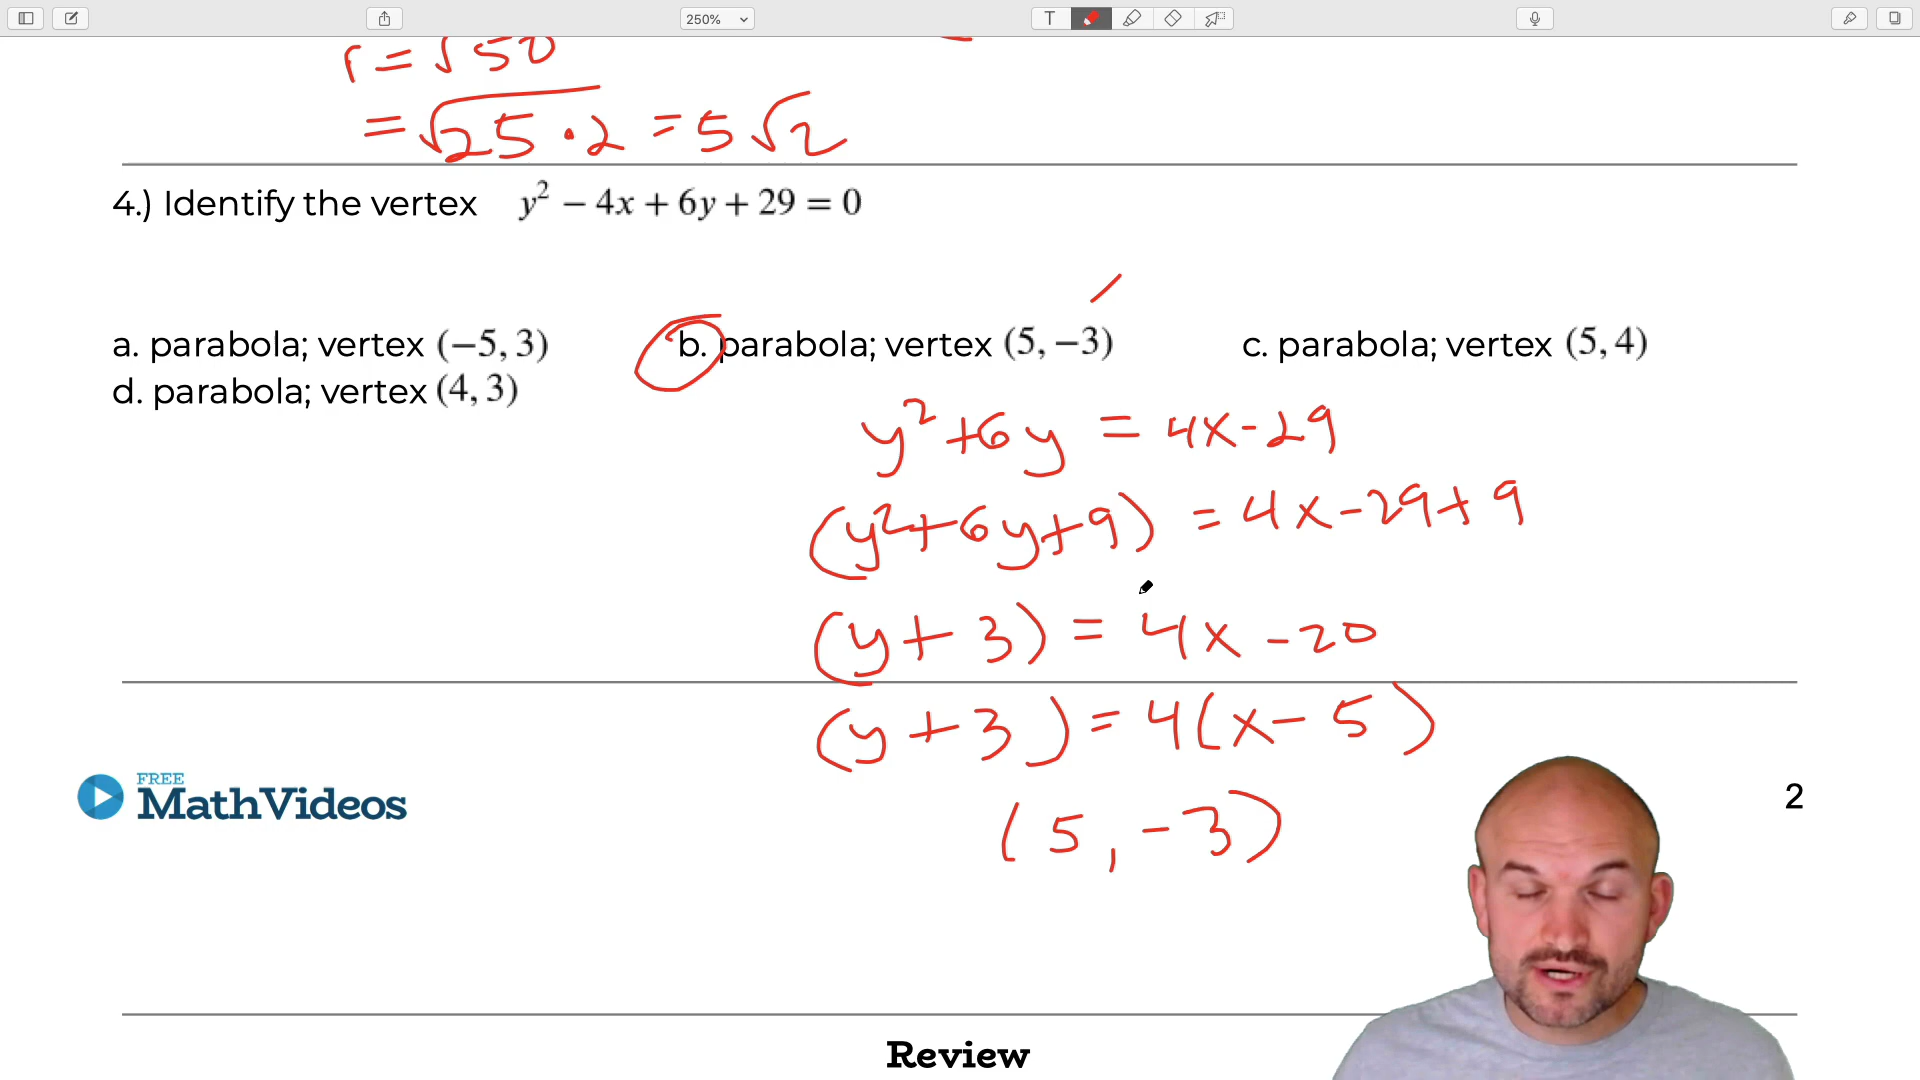 250%
T
r = √50
= √25 · 2 = 5 √2
4.) Identify the vertex y² − 4x + 6y + 29 = 0
a. parabola; vertex (−5, 3) b. parabola; vertex (5, −3) c. parabola; vertex (5, 4)
d. parabola; vertex (4, 3)
y² + 6y = 4x - 29
(y² + 6y + 9) = 4x - 29 + 9
(y + 3) = 4x - 20
(y + 3) = 4(x - 5)
(5, -3)
FREE
MathVideos
2
Review